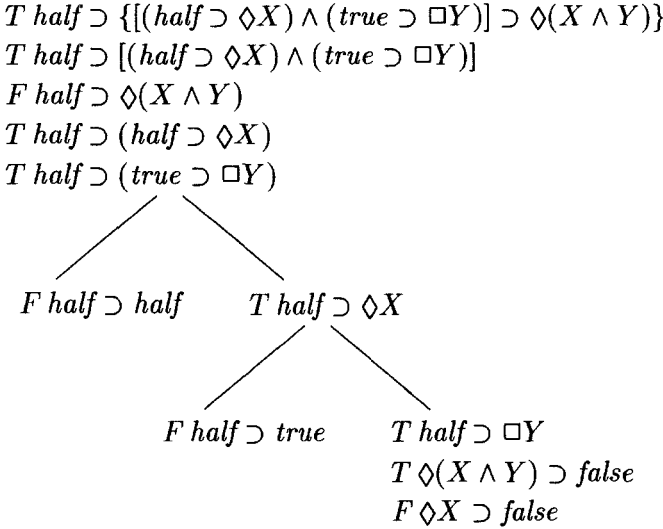 T half ⊃ {[(half ⊃ ◊X) ∧ (true ⊃ □Y)] ⊃ ◊(X ∧ Y)}
T half ⊃ [(half ⊃ ◊X) ∧ (true ⊃ □Y)]
F half ⊃ ◊(X ∧ Y)
T half ⊃ (half ⊃ ◊X)
T half ⊃ (true ⊃ □Y)
F half ⊃ half T half ⊃ ◊X
F half ⊃ true T half ⊃ □Y
T ◊(X ∧ Y) ⊃ false
F ◊X ⊃ false